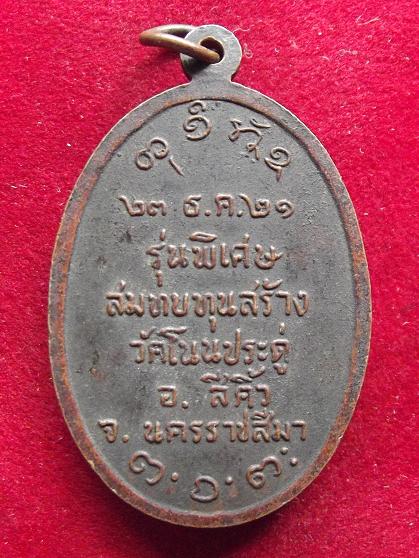 ๒๓ ธ.ค.๒๑
รุ่นพิเศษ
สมทบทุนสร้าง
วัดโนนประดู่
อ. สีคิ้ว
จ. นครราชสีมา